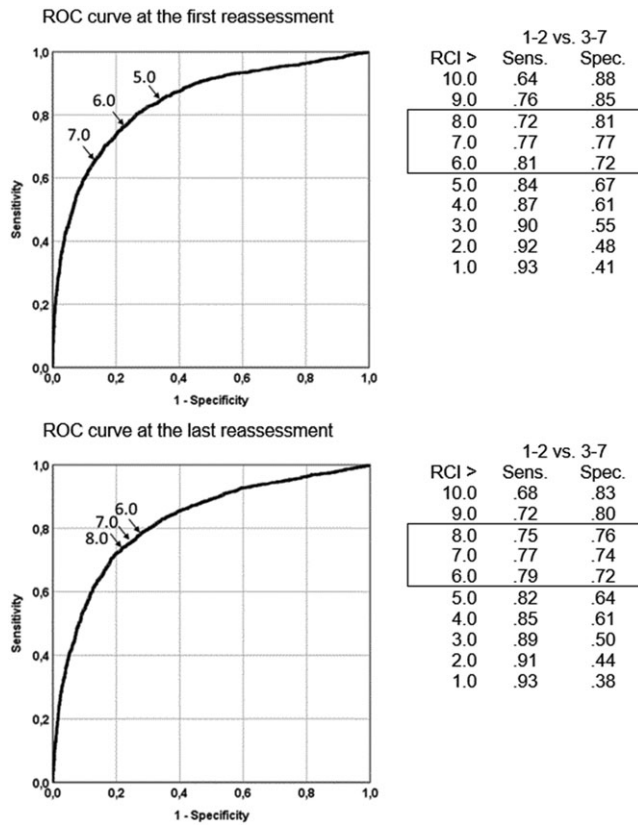 ROC curve at the first reassessment
1,0
0,8
0,6
0,4
0,2
0,0
Sensitivity
5.0
6.0
7.0
0,0 0,2 0,4 0,6 0,8 1,0
1 - Specificity
1-2 vs. 3-7
RCI > Sens. Spec.
10.0 .64 .88
9.0 .76 .85
8.0 .72 .81
7.0 .77 .77
6.0 .81 .72
5.0 .84 .67
4.0 .87 .61
3.0 .90 .55
2.0 .92 .48
1.0 .93 .41
ROC curve at the last reassessment
1,0
0,8
0,6
0,4
0,2
0,0
Sensitivity
6.0
7.0
8.0
0,0 0,2 0,4 0,6 0,8 1,0
1 - Specificity
1-2 vs. 3-7
RCI > Sens. Spec.
10.0 .68 .83
9.0 .72 .80
8.0 .75 .76
7.0 .77 .74
6.0 .79 .72
5.0 .82 .64
4.0 .85 .61
3.0 .89 .50
2.0 .91 .44
1.0 .93 .38